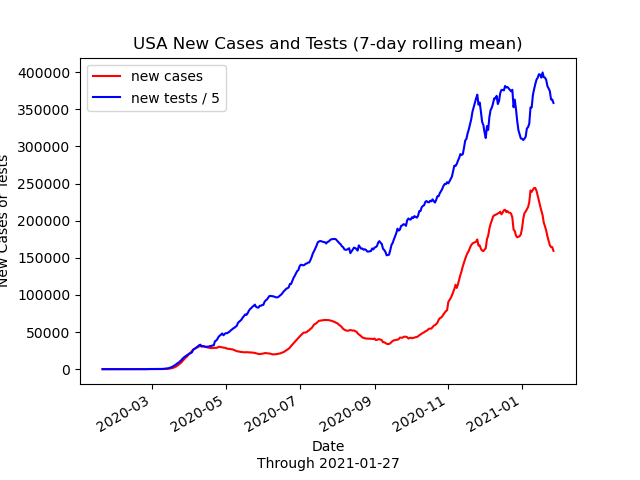 USA New Cases and Tests (7-day rolling mean)
new cases
new tests / 5
400000
350000
300000
250000
200000
150000
100000
50000
0
New Cases or Tests
2020-03
2020-05
2020-07
2020-09
2020-11
2021-01
Date
Through 2021-01-27